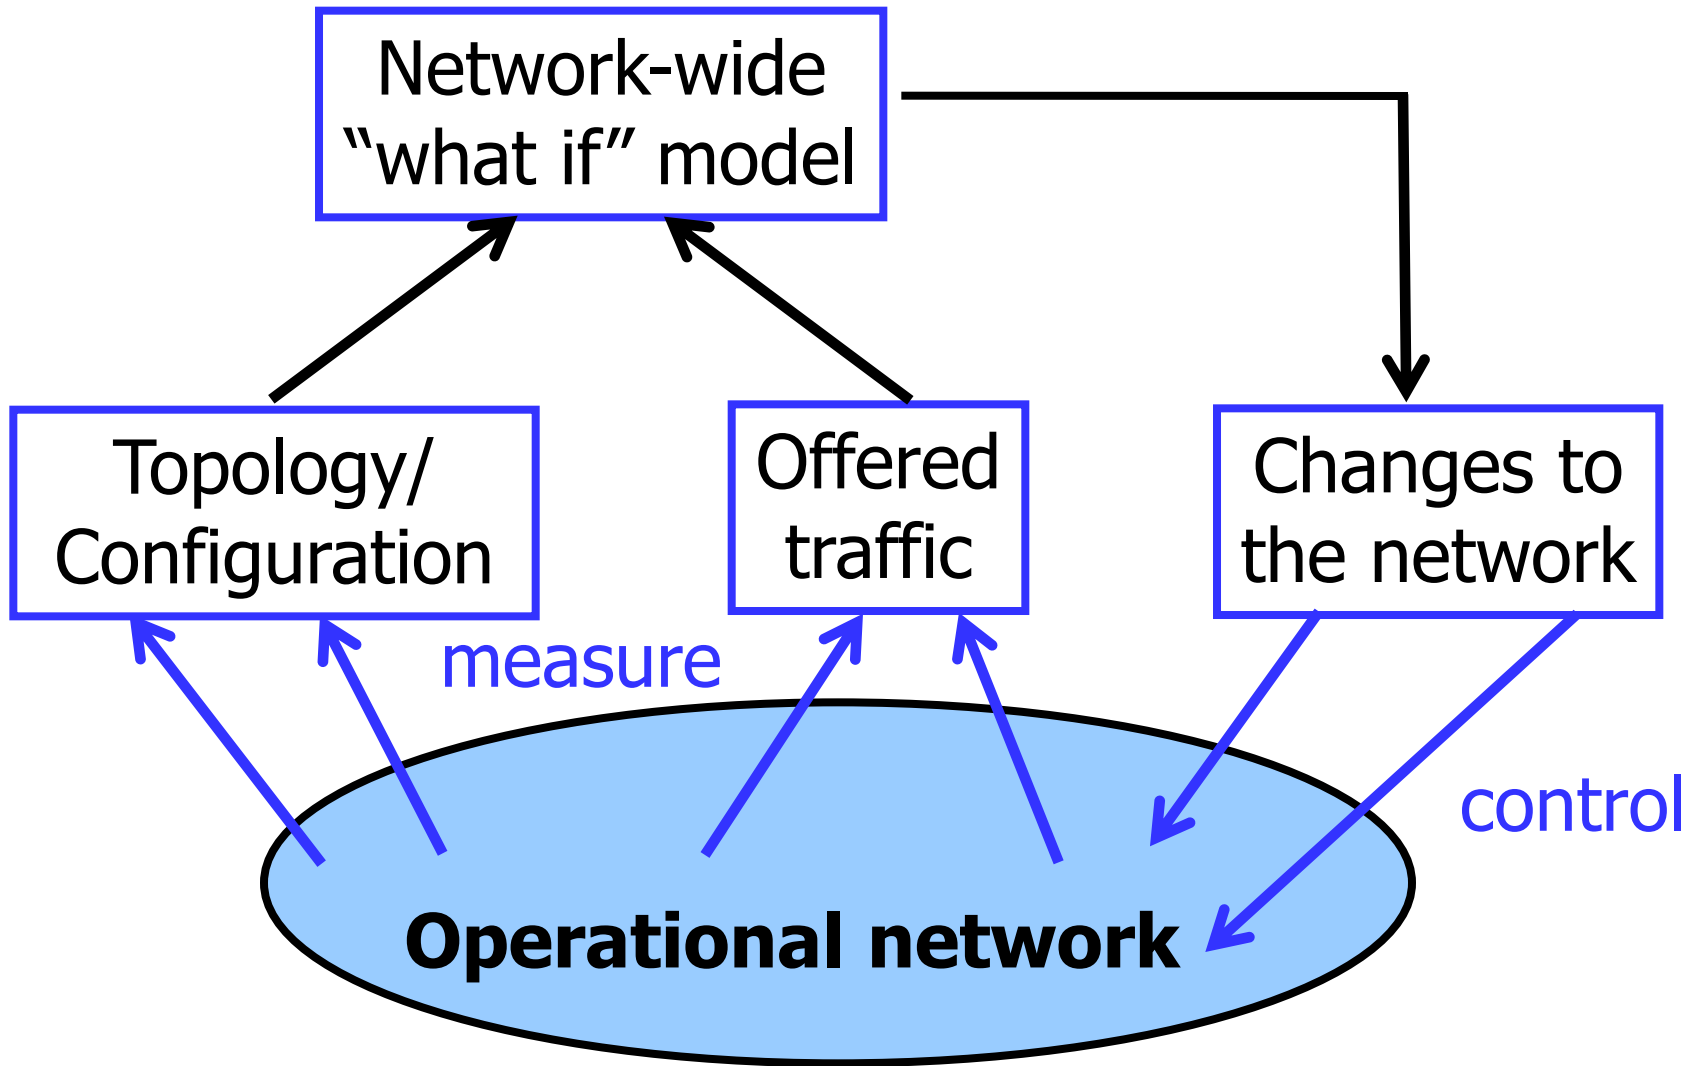 Network-wide
“what if” model
Topology/
Configuration
Offered
traffic
Changes to
the network
measure
control
Operational network